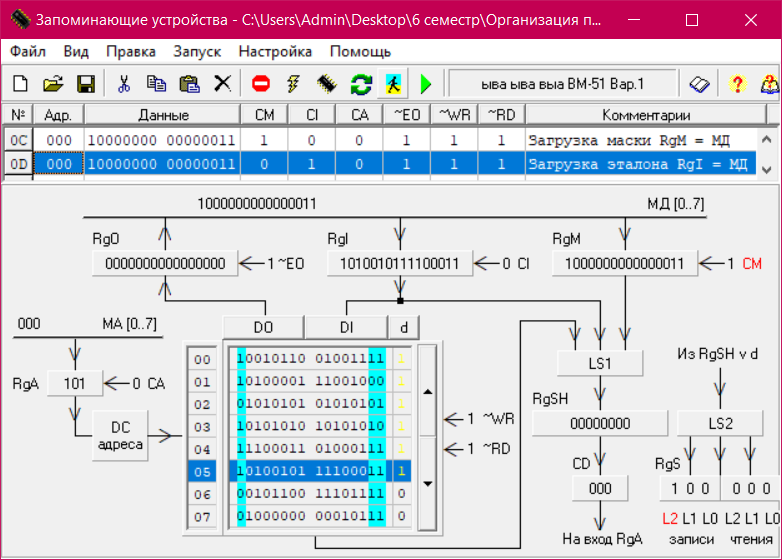 Запоминающие устройства - C:\Users\Admin\Desktop\6 семестр\Организация п...
Файл Вид Правка Запуск Настройка Помощь
ыва ыва выа ВМ-51 Вар.1
№ Адр. Данные CM CI CA ~EO ~WR ~RD Комментарии
0C 000 10000000 00000011 1 0 0 1 1 1 Загрузка маски RgM = МД
0D 000 10000000 00000011 0 1 0 1 1 1 Загрузка эталона RgI = МД
1000000000000011 МД [0..7]
RgO RgI RgM
0000000000000000 1 ~EO 1010010111100011 0 CI 1000000000000011 1 CM
000 МА [0..7]
DO DI d
RgA 101 0 CA
DC адреса
00 10010110 01001111 1
01 10100001 11001000 1
02 01010101 01010101 1
03 10101010 10101010 1
04 11100011 01000111 1
05 10100101 11100011 1
06 00101100 11101111 0
07 01000000 00010111 0
1 ~WR
1 ~RD
LS1
Из RgSH v d
RgSH
00000000
LS2
CD
000
RgS
1 0 0 0 0 0
L2 L1 L0 L2 L1 L0
На вход RgA
записи чтения